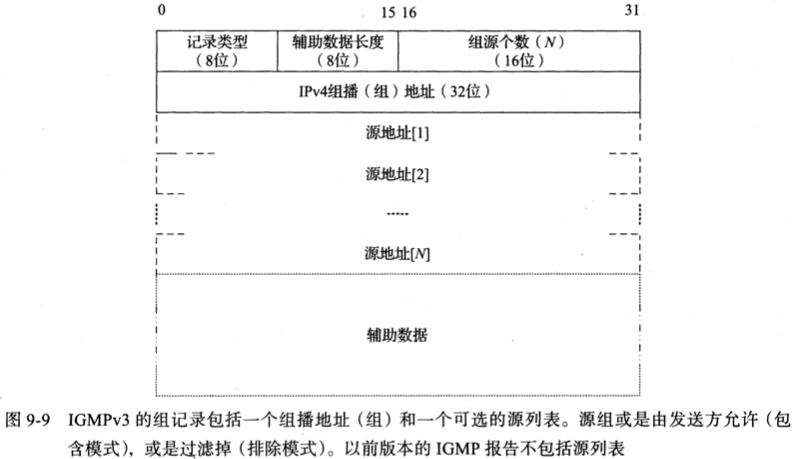 0 15 16 31
记录类型 辅助数据长度 组源个数（N）
（8位） （8位） （16位）
IPv4组播（组）地址（32位）
源地址[1]
源地址[2]
.....
源地址[N]
辅助数据
图 9-9 IGMPv3 的组记录包括一个组播地址（组）和一个可选的源列表。源组或是由发送方允许（包
含模式），或是过滤掉（排除模式）。以前版本的 IGMP 报告不包括源列表